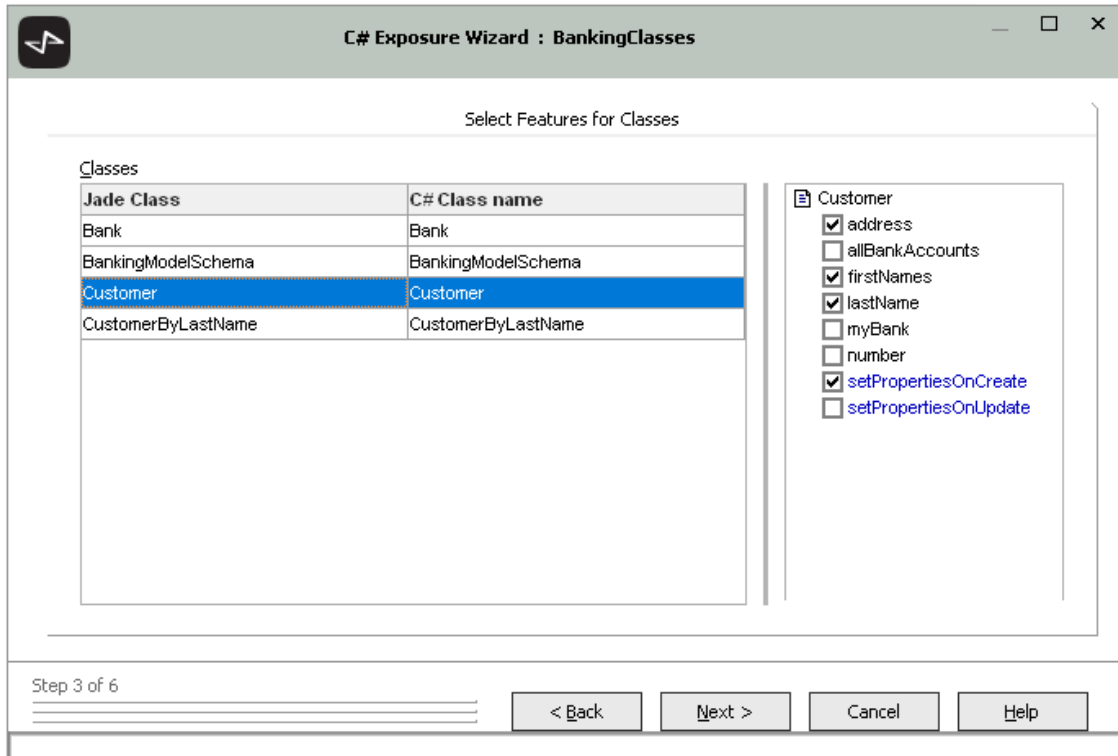 C# Exposure Wizard : BankingClasses
Select Features for Classes
Classes
Jade Class C# Class name
Bank Bank
BankingModelSchema BankingModelSchema
Customer Customer
CustomerByLastName CustomerByLastName
Customer
address
allBankAccounts
firstNames
lastName
myBank
number
setPropertiesOnCreate
setPropertiesOnUpdate
Step 3 of 6
< Back Next > Cancel Help